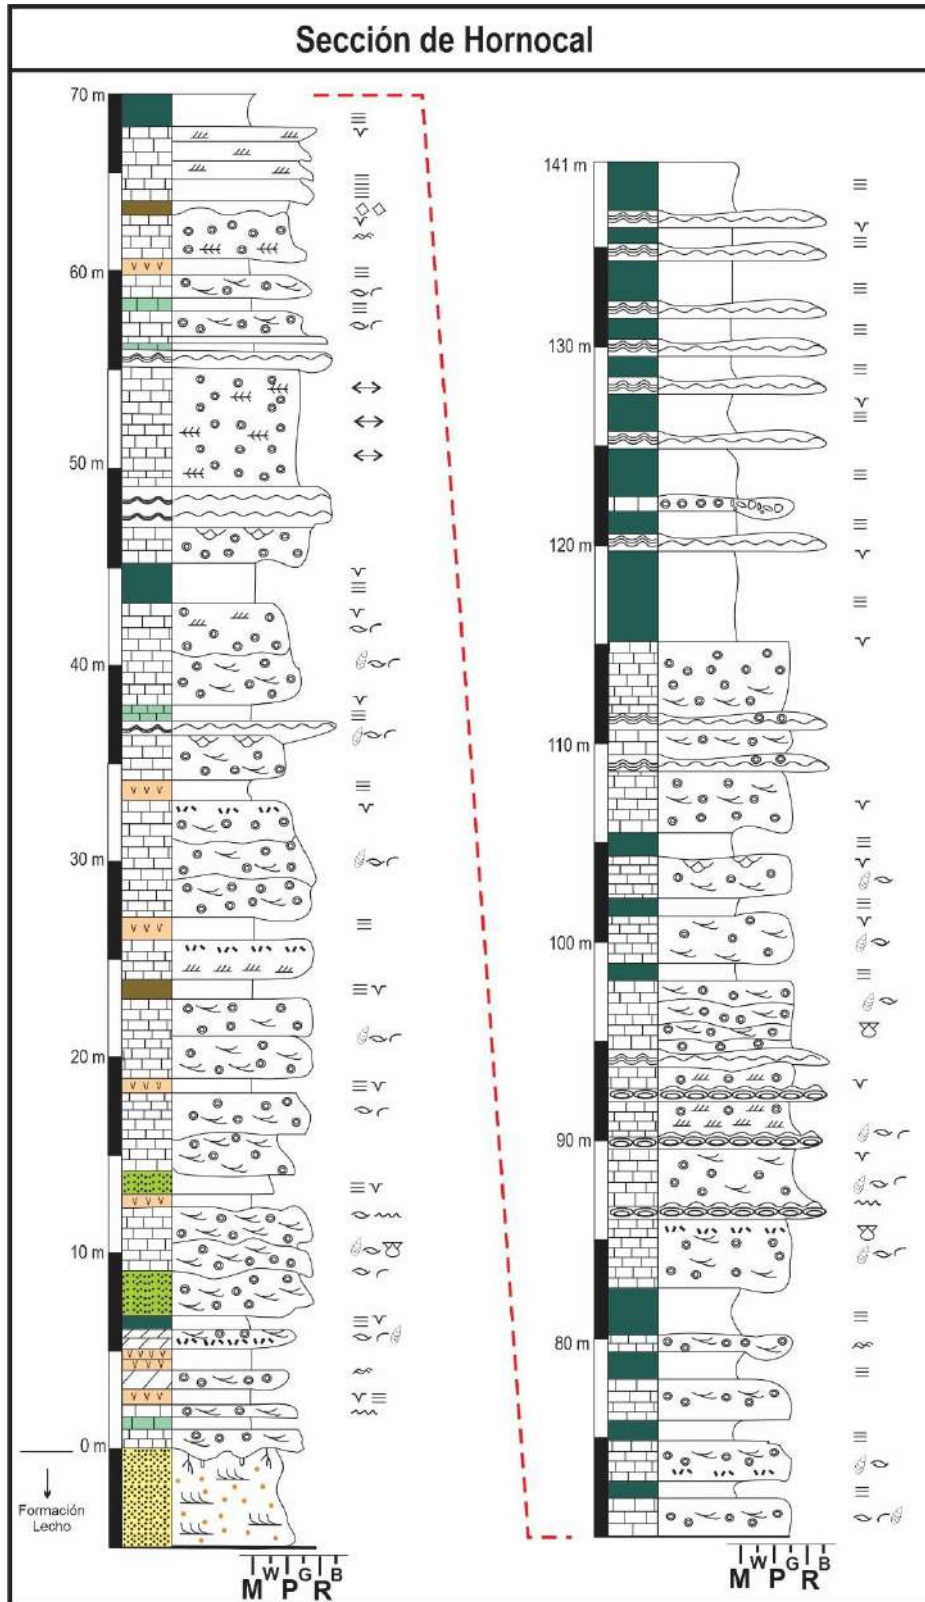 Sección de Hornocal
70 m
60 m
50 m
40 m
30 m
20 m
10 m
0 m
Formación
Lecho
M W P G R B
141 m
130 m
120 m
110 m
100 m
90 m
80 m
M W P G R B